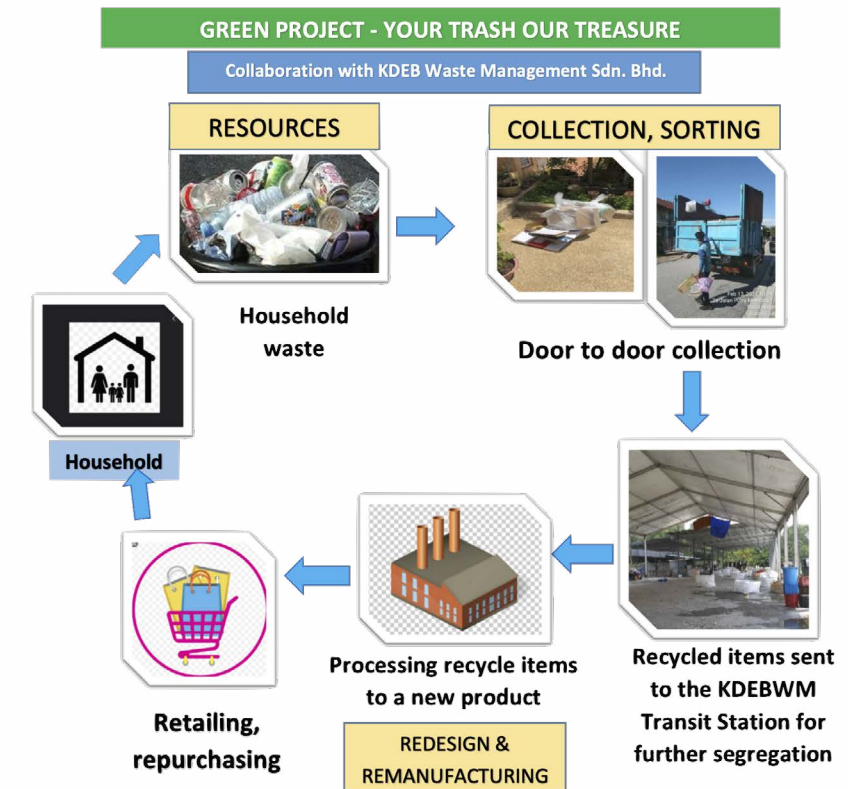 GREEN PROJECT - YOUR TRASH OUR TREASURE
Collaboration with KDEB Waste Management Sdn. Bhd.
RESOURCES
COLLECTION, SORTING
Household
waste
Door to door collection
Household
Processing recycle items
to a new product
Recycled items sent
to the KDEBWM
Transit Station for
further segregation
Retailing,
repurchasing
REDESIGN &
REMANUFACTURING